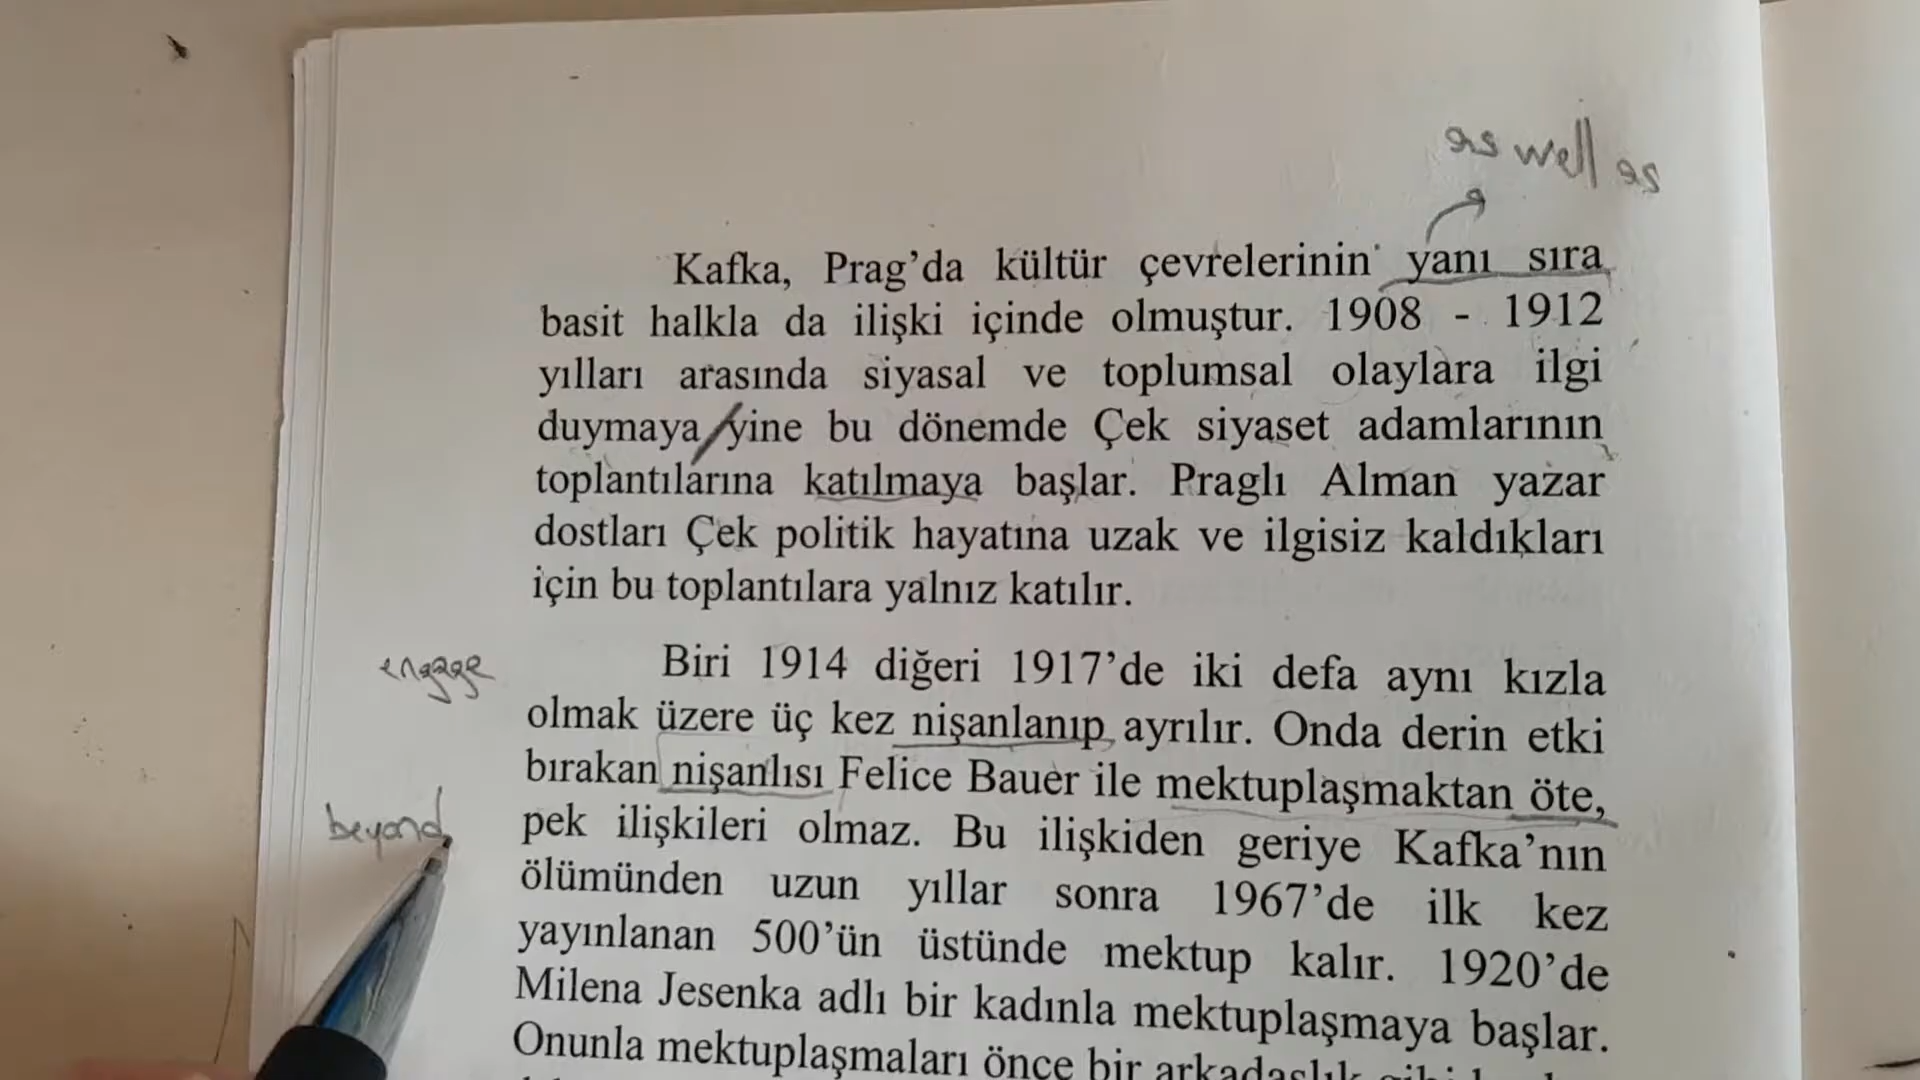 as well as
Kafka, Prag’da kültür çevrelerinin yanı sıra
basit halkla da ilişki içinde olmuştur. 1908 - 1912
yılları arasında siyasal ve toplumsal olaylara ilgi
duymaya/yine bu dönemde Çek siyaset adamlarının
toplantılarına katılmaya başlar. Praglı Alman yazar
dostları Çek politik hayatına uzak ve ilgisiz kaldıkları
için bu toplantılara yalnız katılır.
engage
Biri 1914 diğeri 1917’de iki defa aynı kızla
olmak üzere üç kez nişanlanıp ayrılır. Onda derin etki
bırakan nişanlısı Felice Bauer ile mektuplaşmaktan öte,
beyond
pek ilişkileri olmaz. Bu ilişkiden geriye Kafka’nın
ölümünden uzun yıllar sonra 1967’de ilk kez
yayınlanan 500’ün üstünde mektup kalır. 1920’de
Milena Jesenka adlı bir kadınla mektuplaşmaya başlar.
Onunla mektuplaşmaları önce bir arkadaşlık gibi